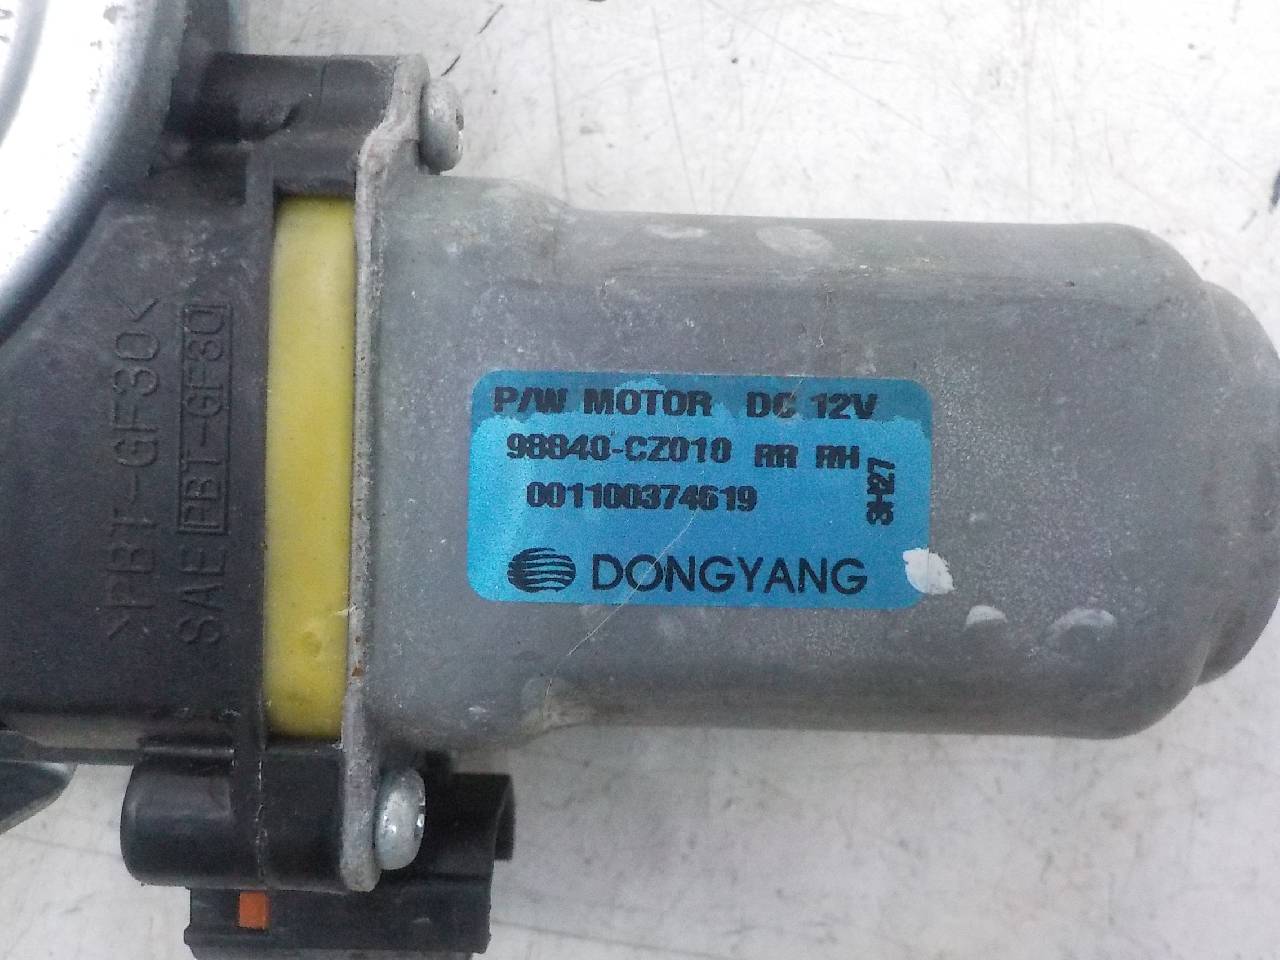 P/W MOTOR DC 12V
98840-CZ010 RR RH
001100374619
3H27
DONGYANG
>PBT-GF30<
SAE PBT-GF30